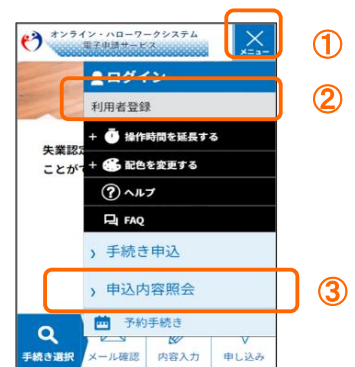 オンライン・ハローワークシステム
電子申請サービス
メニュー
①
ログイン
②
利用者登録
+ 操作時間を延長する
失業認定
+ 配色を変更する
ことが
? ヘルプ
FAQ
› 手続き申込
› 申込内容照会
③
予約手続き
手続き選択
メール確認
内容入力
申し込み